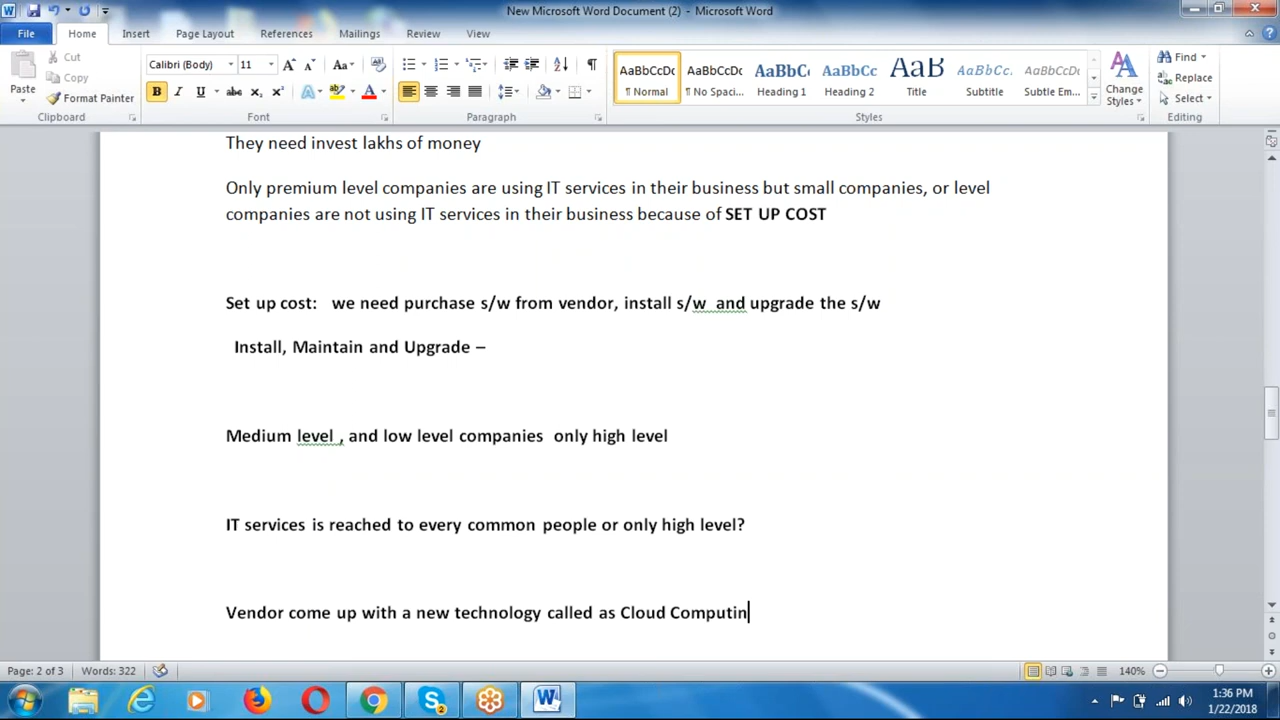 New Microsoft Word Document (2) - Microsoft Word
File Home Insert Page Layout References Mailings Review View
Cut
Copy
Format Painter
Paste
Calibri (Body) 11
AaBbCcDc AaBbCcDc AaBbC AaBbCc AaB AaBbCc. AaBbCcDc
¶ Normal ¶ No Spaci... Heading 1 Heading 2 Title Subtitle Subtle Em...
Change Styles
Find
Replace
Select
Clipboard Font Paragraph Styles Editing
They need invest lakhs of money
Only premium level companies are using IT services in their business but small companies, or level
companies are not using IT services in their business because of SET UP COST
Set up cost: we need purchase s/w from vendor, install s/w and upgrade the s/w
Install, Maintain and Upgrade –
Medium level , and low level companies only high level
IT services is reached to every common people or only high level?
Vendor come up with a new technology called as Cloud Computin
Page: 2 of 3 Words: 322 140%
1:36 PM
1/22/2018